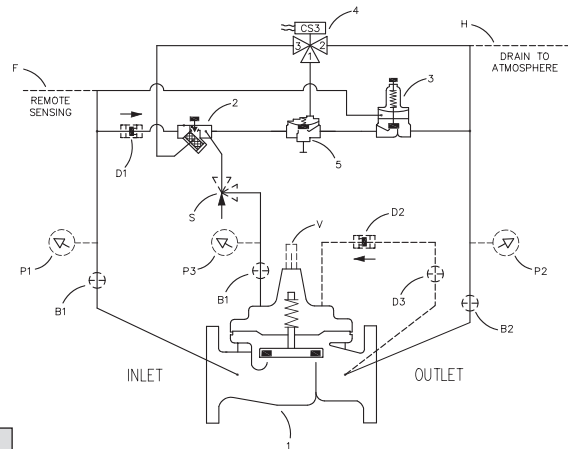 4
H
CS3
3 2
1
F
DRAIN TO
ATMOSPHERE
3
REMOTE
SENSING
2
5
D1
S
V
D2
P1
P3
P2
B1
B1
D3
B2
INLET
OUTLET
1